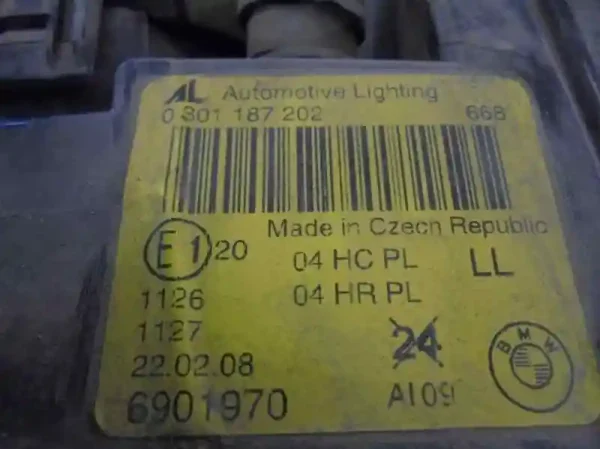 AL Automotive Lighting
0 301 187 202 668
Made in Czech Republic
E1 20 04 HC PL LL
1126 04 HR PL
1127 24
22.02.08
6901970 AI09
BMW